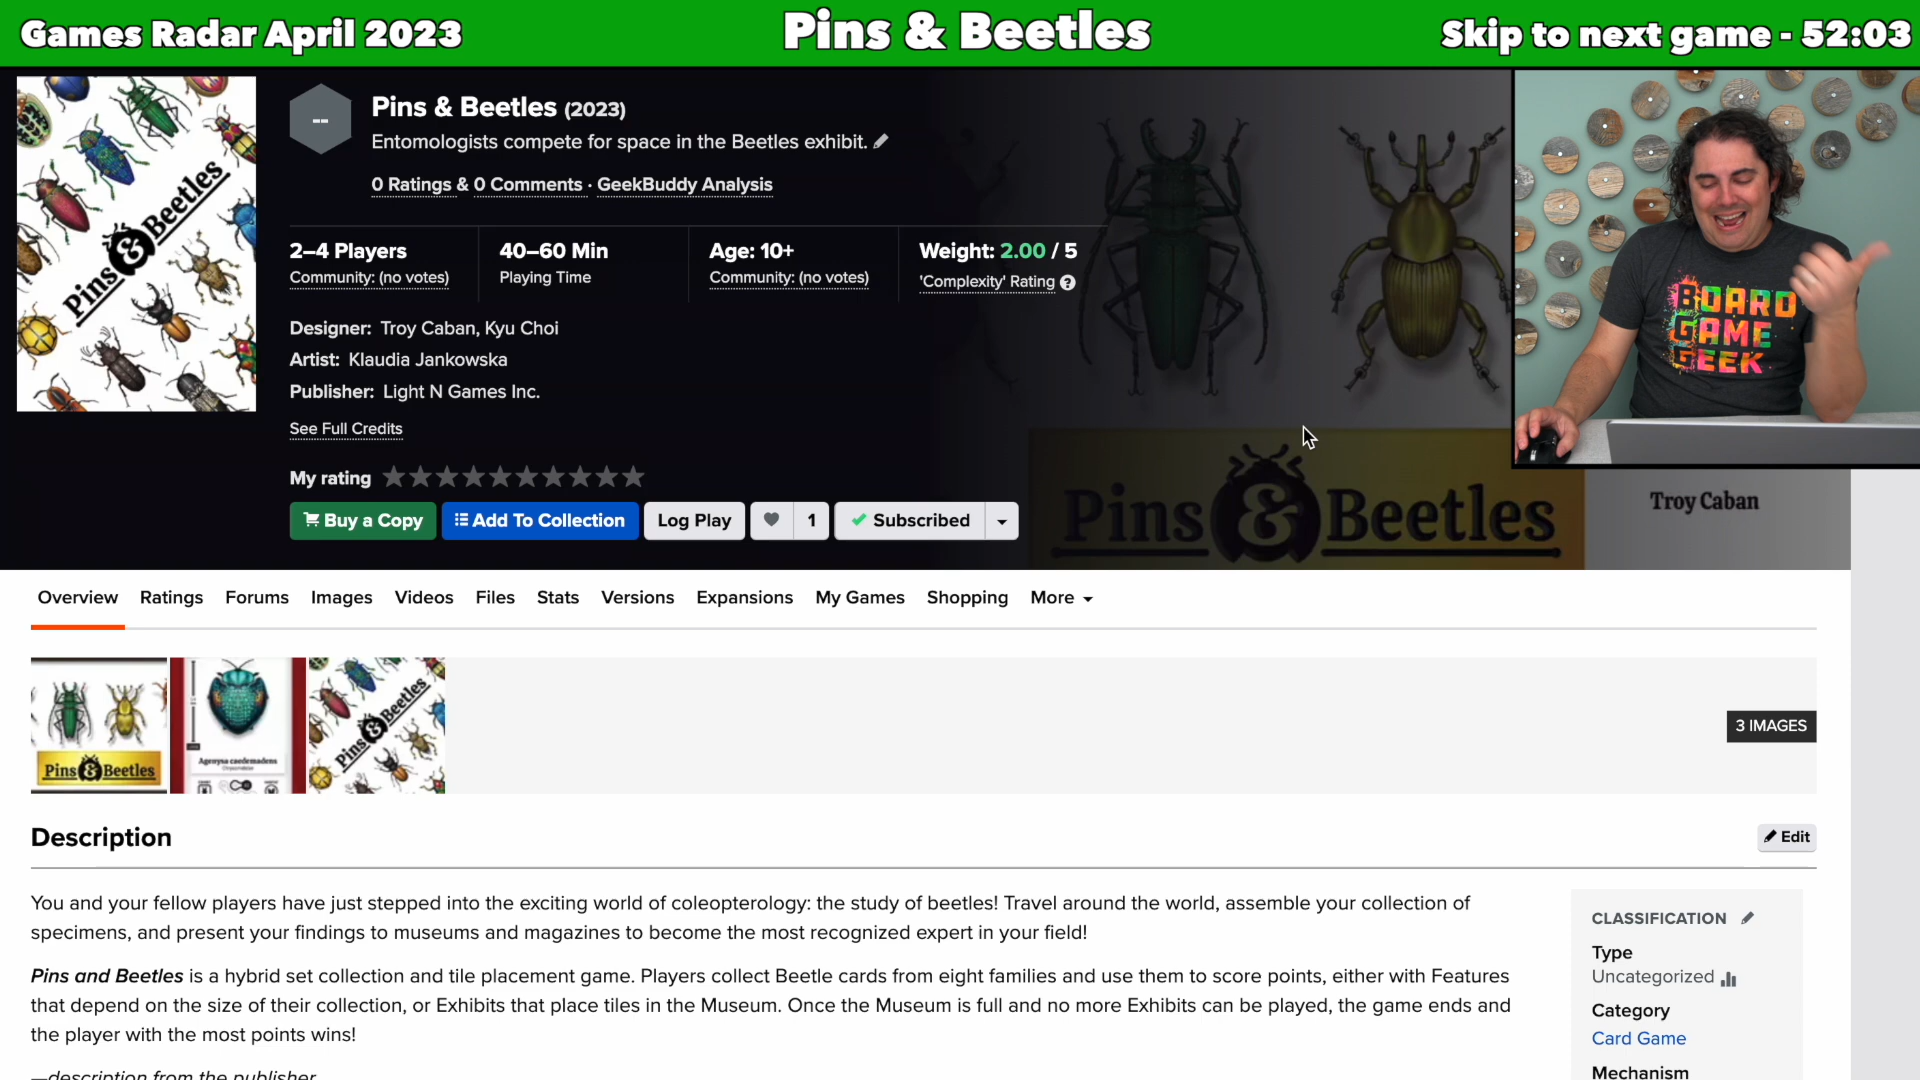 Games Radar April 2023
Pins & Beetles
Skip to next game - 52:03
Pins & Beetles
--
Pins & Beetles (2023)
Entomologists compete for space in the Beetles exhibit.
0 Ratings & 0 Comments · GeekBuddy Analysis
2–4 Players
Community: (no votes)
40–60 Min
Playing Time
Age: 10+
Community: (no votes)
Weight: 2.00 / 5
'Complexity' Rating
Designer: Troy Caban, Kyu Choi
Artist: Klaudia Jankowska
Publisher: Light N Games Inc.
See Full Credits
My rating
Buy a Copy
Add To Collection
Log Play
1
Subscribed
Pins & Beetles
Troy Caban
BOARD
GAME
GEEK
Overview Ratings Forums Images Videos Files Stats Versions Expansions My Games Shopping More
Pins & Beetles
Agenysa caedemadens
Pins & Beetles
3 IMAGES
Description
Edit
You and your fellow players have just stepped into the exciting world of coleopterology: the study of beetles! Travel around the world, assemble your collection of
specimens, and present your findings to museums and magazines to become the most recognized expert in your field!
Pins and Beetles is a hybrid set collection and tile placement game. Players collect Beetle cards from eight families and use them to score points, either with Features
that depend on the size of their collection, or Exhibits that place tiles in the Museum. Once the Museum is full and no more Exhibits can be played, the game ends and
the player with the most points wins!
—description from the publisher
CLASSIFICATION
Type
Uncategorized
Category
Card Game
Mechanism